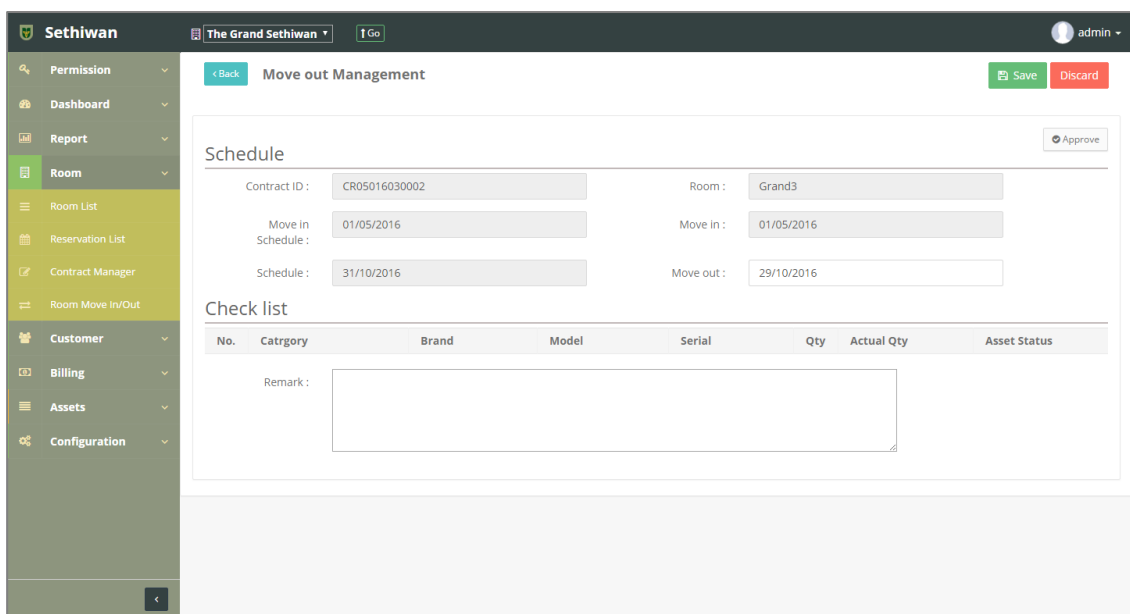 Sethiwan
The Grand Sethiwan
Go
admin
Permission
Dashboard
Report
Room
Room List
Reservation List
Contract Manager
Room Move In/Out
Customer
Billing
Assets
Configuration
Back
Move out Management
Save
Discard
Approve
Schedule
Contract ID : CR05016030002 Room : Grand3
Move in Schedule : 01/05/2016 Move in : 01/05/2016
Schedule : 31/10/2016 Move out : 29/10/2016
Check list
No. Catrgory Brand Model Serial Qty Actual Qty Asset Status
Remark :